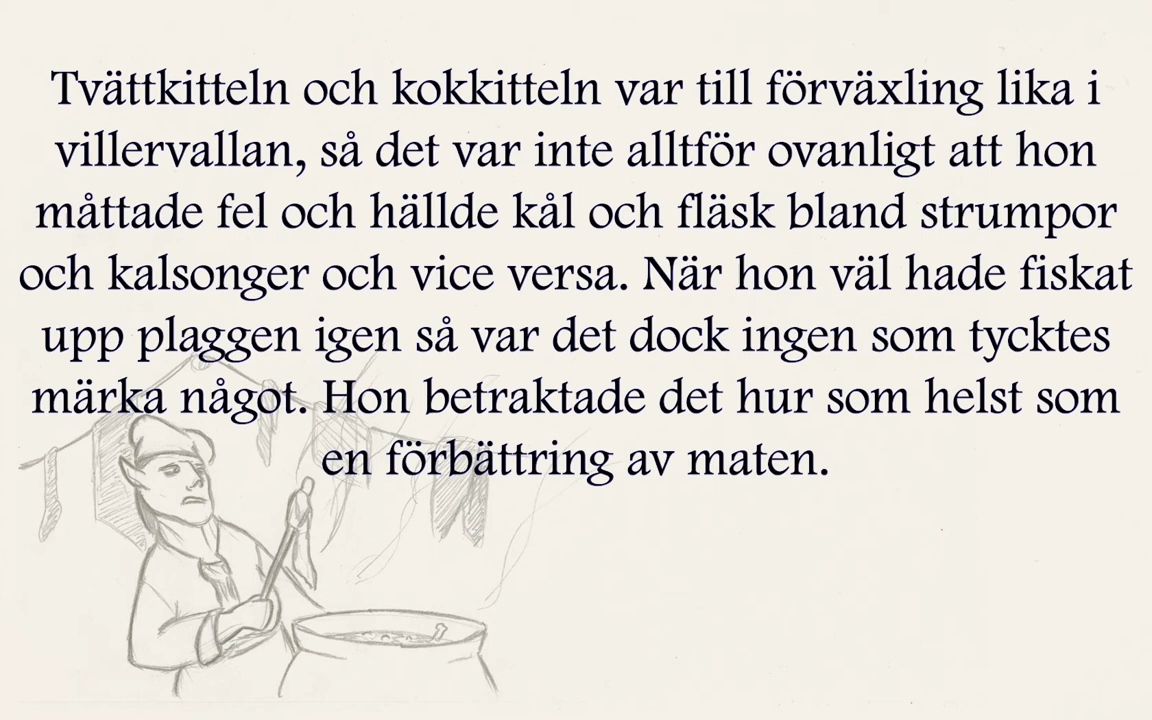 Tvättkitteln och kokkitteln var till förväxling lika i
villervallan, så det var inte alltför ovanligt att hon
måttade fel och hällde kål och fläsk bland strumpor
och kalsonger och vice versa. När hon väl hade fiskat
upp plaggen igen så var det dock ingen som tycktes
märka något. Hon betraktade det hur som helst som
en förbättring av maten.